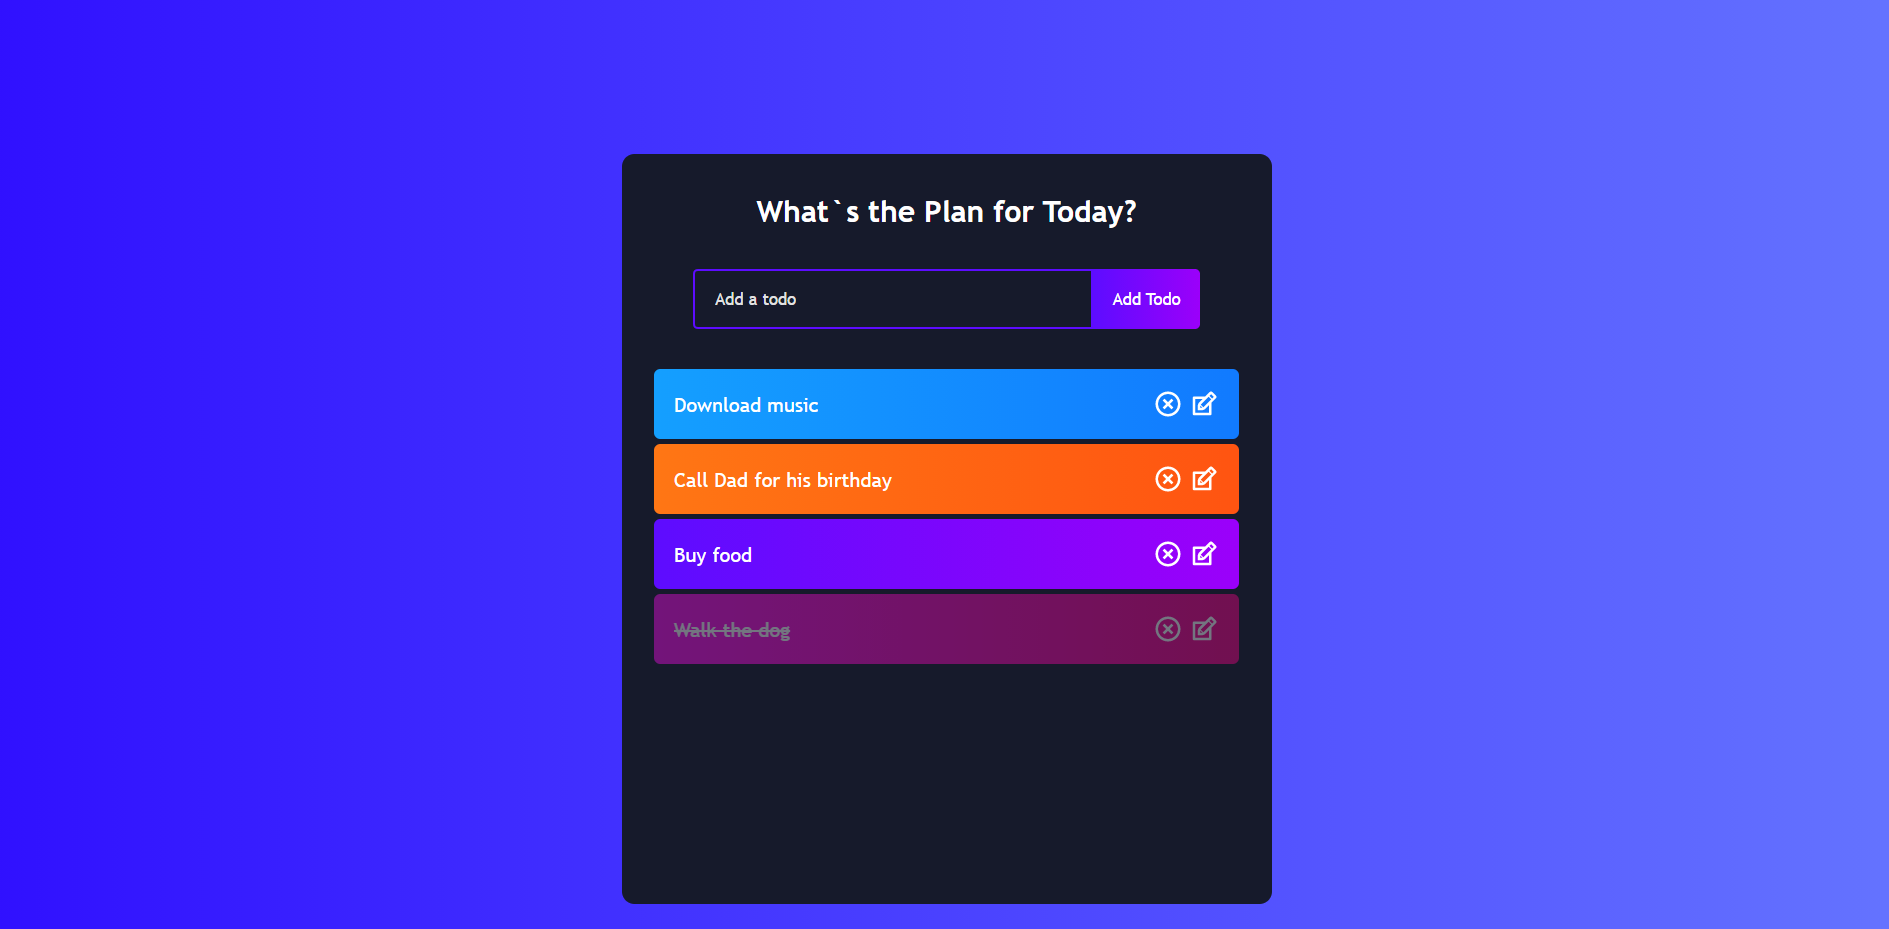 What`s the Plan for Today?
Add a todo
Add Todo
Download music
Call Dad for his birthday
Buy food
Walk the dog